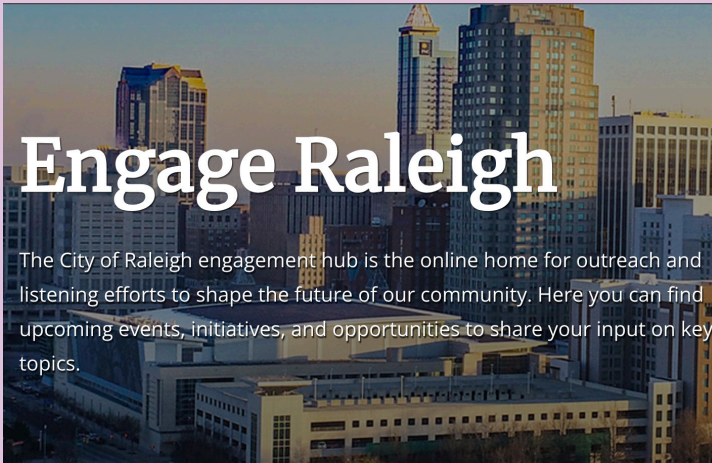 Engage Raleigh
The City of Raleigh engagement hub is the online home for outreach and
listening efforts to shape the future of our community. Here you can find
upcoming events, initiatives, and opportunities to share your input on key
topics.